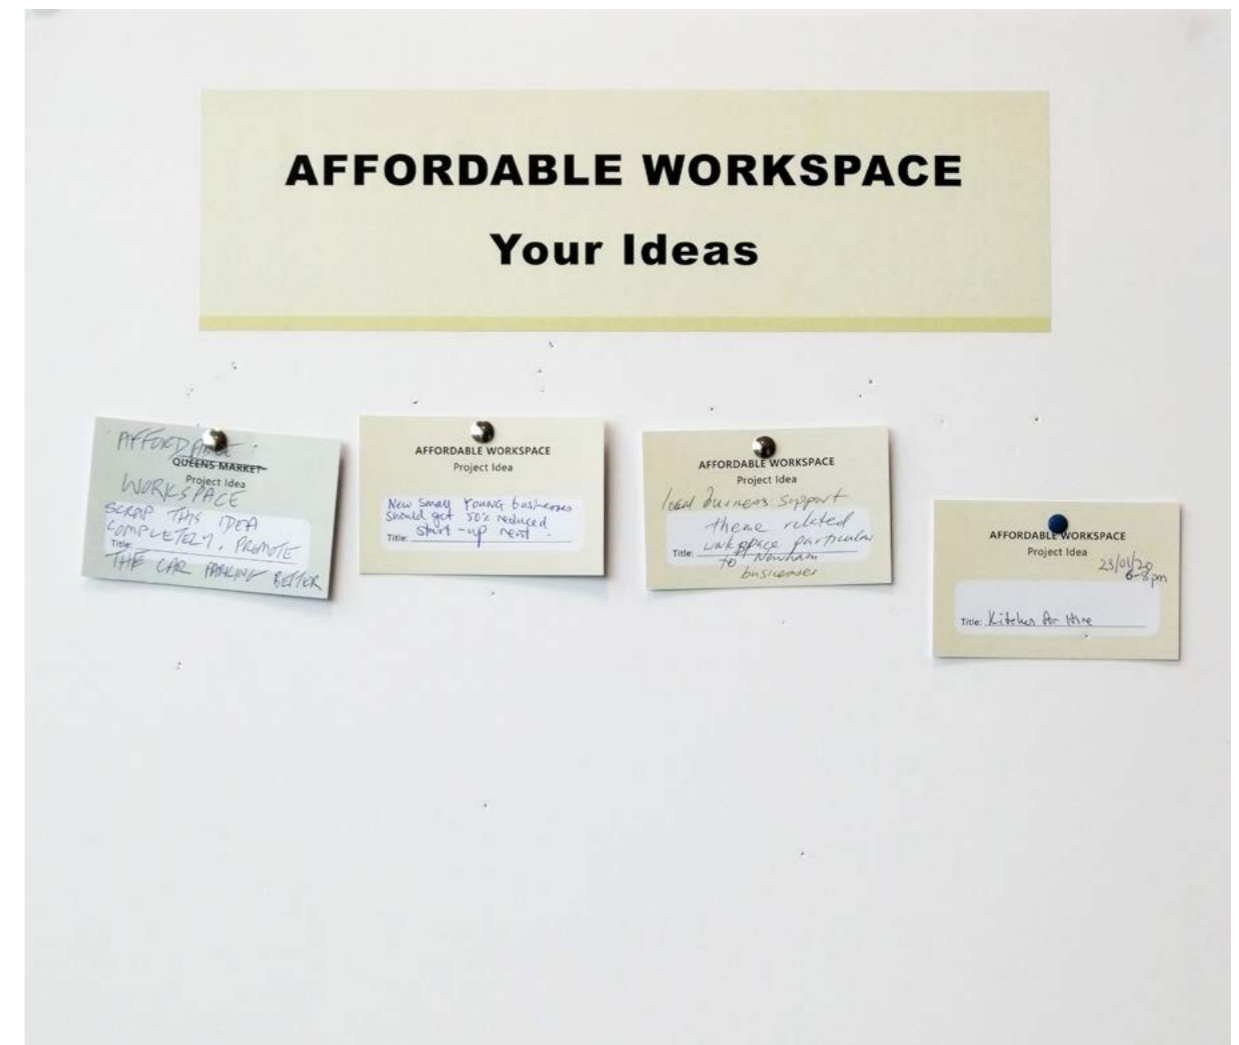 AFFORDABLE WORKSPACE
Your Ideas
AFFORDABLE
QUEENS MARKET
Project Idea
WORKSPACE
SCRAP THIS IDEA
COMPLETELY. PROMOTE
Title:
THE CAR PARKING BETTER
AFFORDABLE WORKSPACE
Project Idea
New Small YOUNG businesses
should get 50% reduced
Title: start-up rent.
AFFORDABLE WORKSPACE
Project Idea
local business support
theme related
Title: workspace particular
to Newham
businesses
AFFORDABLE WORKSPACE
Project Idea
23/01/20
6-8pm
Title: Kitchen for Hire